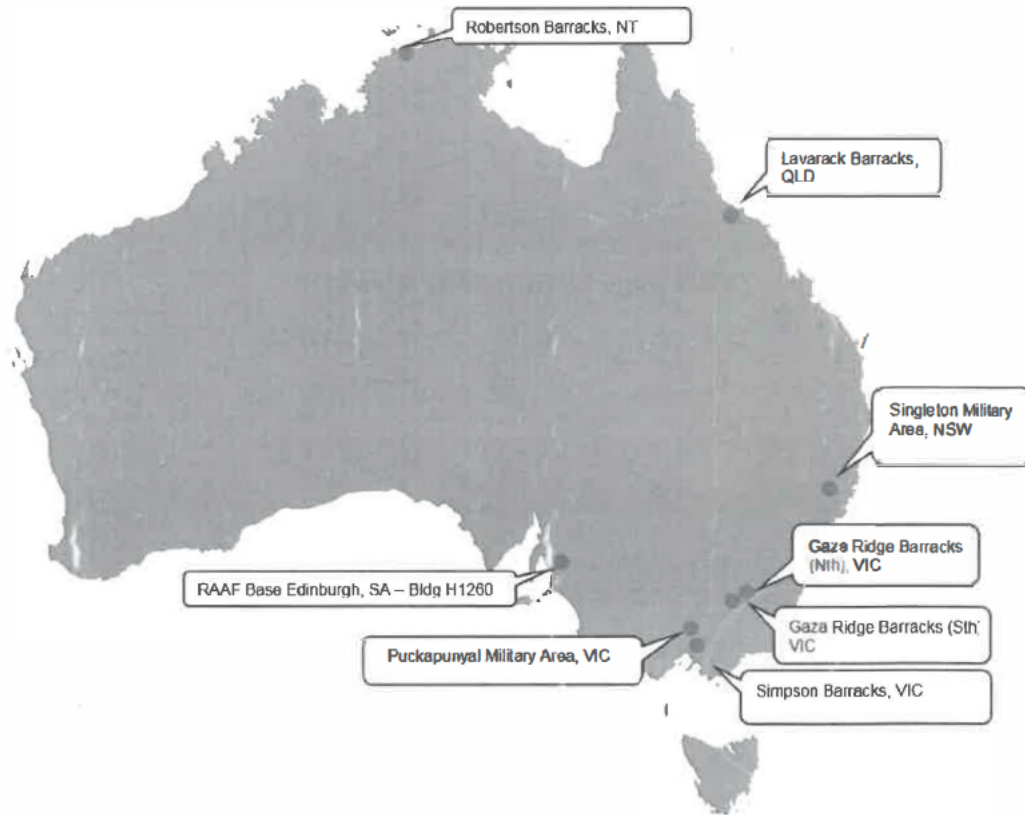 Robertson Barracks, NT
Lavarack Barracks,
QLD
Singleton Military
Area, NSW
Gaza Ridge Barracks
(Nth), VIC
RAAF Base Edinburgh, SA – Bldg H1260
Gaza Ridge Barracks (Sth)
VIC
Puckapunyal Military Area, VIC
Simpson Barracks, VIC